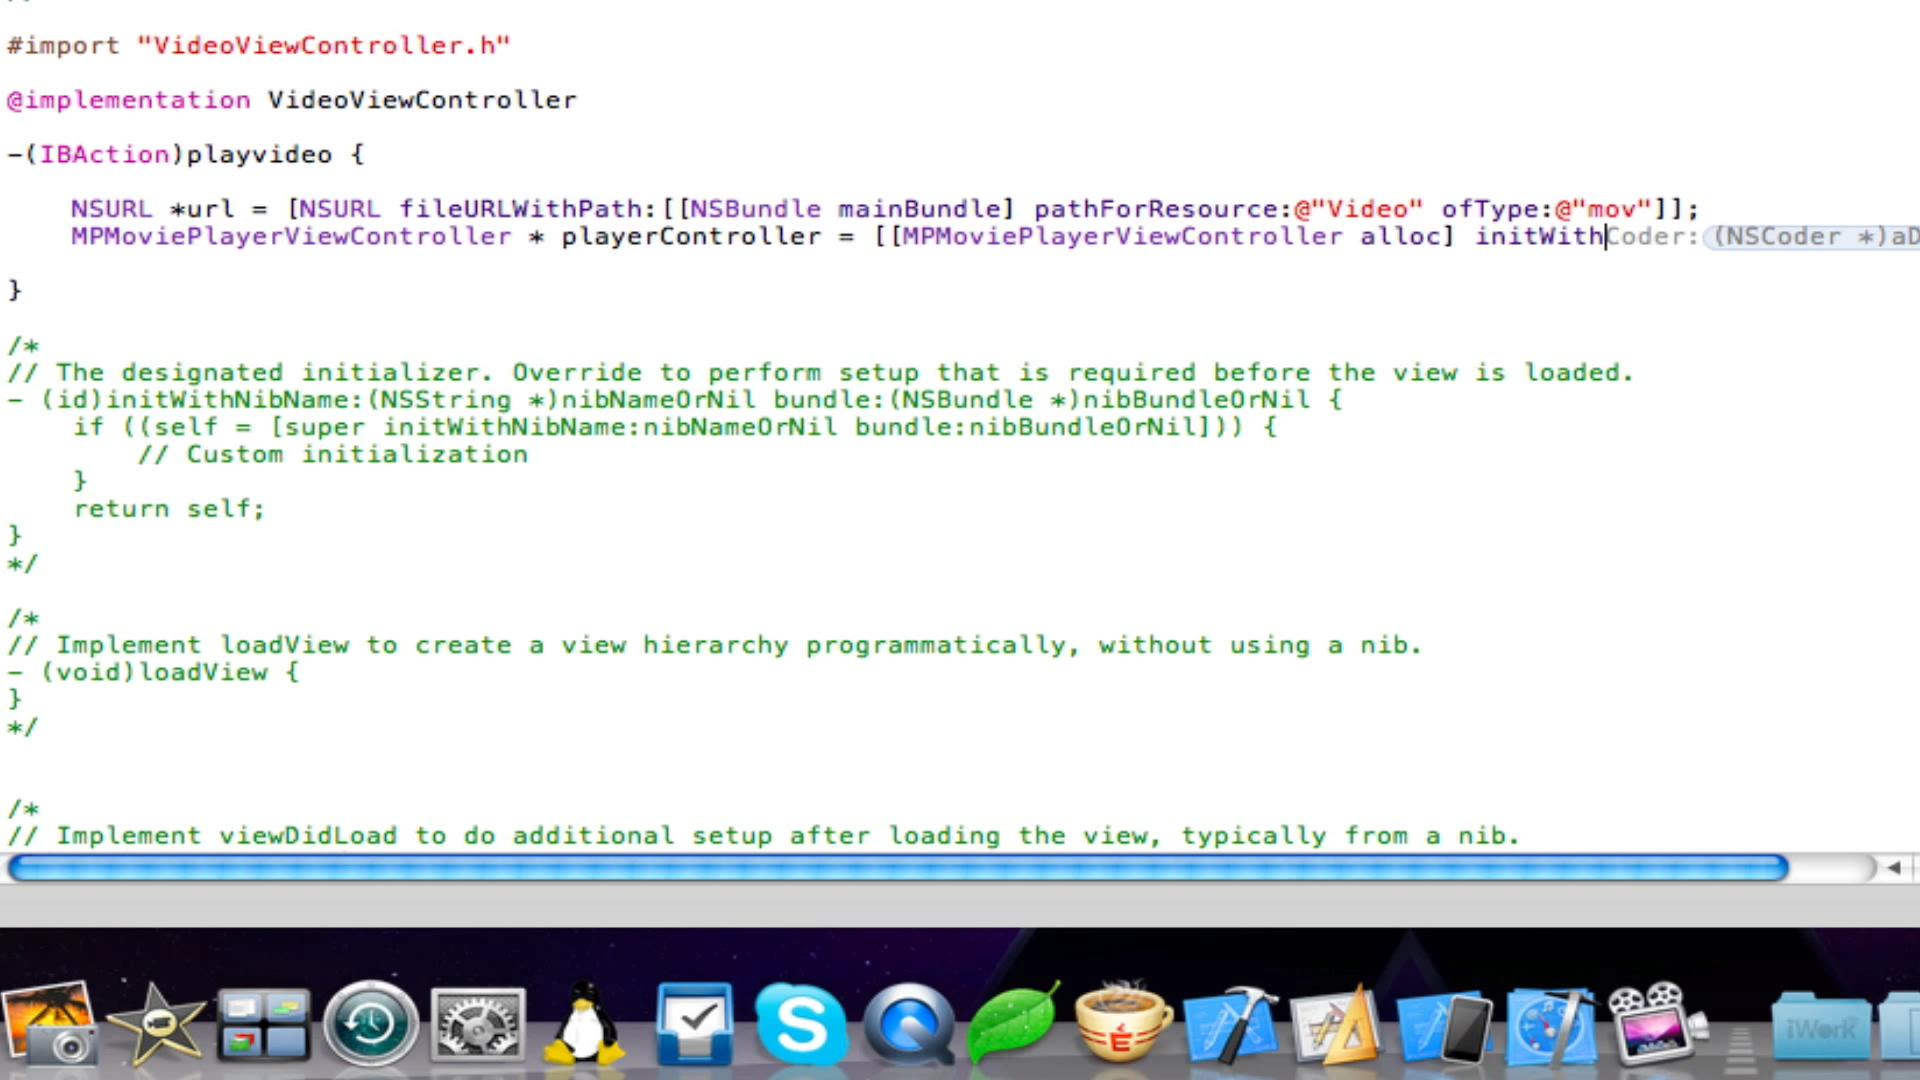 #import "VideoViewController.h"
@implementation VideoViewController
-(IBAction)playvideo {
NSURL *url = [NSURL fileURLWithPath:[[NSBundle mainBundle] pathForResource:@"Video" ofType:@"mov"]];
MPMoviePlayerViewController * playerController = [[MPMoviePlayerViewController alloc] initWithCoder:(NSCoder *)aD
}
/*
// The designated initializer. Override to perform setup that is required before the view is loaded.
- (id)initWithNibName:(NSString *)nibNameOrNil bundle:(NSBundle *)nibBundleOrNil {
if ((self = [super initWithNibName:nibNameOrNil bundle:nibBundleOrNil])) {
// Custom initialization
}
return self;
}
*/
/*
// Implement loadView to create a view hierarchy programmatically, without using a nib.
- (void)loadView {
}
*/
/*
// Implement viewDidLoad to do additional setup after loading the view, typically from a nib.
S
E
iWork